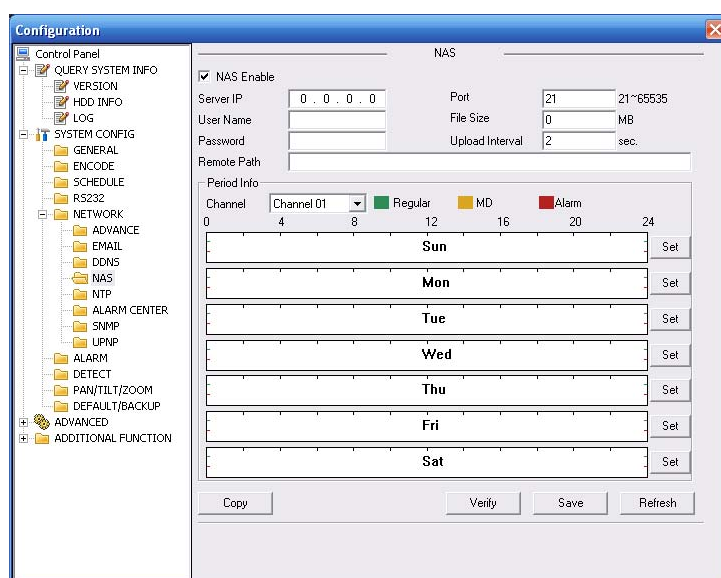 Configuration
Control Panel
QUERY SYSTEM INFO
VERSION
HDD INFO
LOG
SYSTEM CONFIG
GENERAL
ENCODE
SCHEDULE
RS232
NETWORK
ADVANCE
EMAIL
DDNS
NAS
NTP
ALARM CENTER
SNMP
UPNP
ALARM
DETECT
PAN/TILT/ZOOM
DEFAULT/BACKUP
ADVANCED
ADDITIONAL FUNCTION
NAS
NAS Enable
Server IP 0 . 0 . 0 . 0 Port 21 21~65535
User Name File Size 0 MB
Password Upload Interval 2 sec.
Remote Path
Period Info
Channel Channel 01 Regular MD Alarm
0 4 8 12 16 20 24
Sun Set
Mon Set
Tue Set
Wed Set
Thu Set
Fri Set
Sat Set
Copy Verify Save Refresh